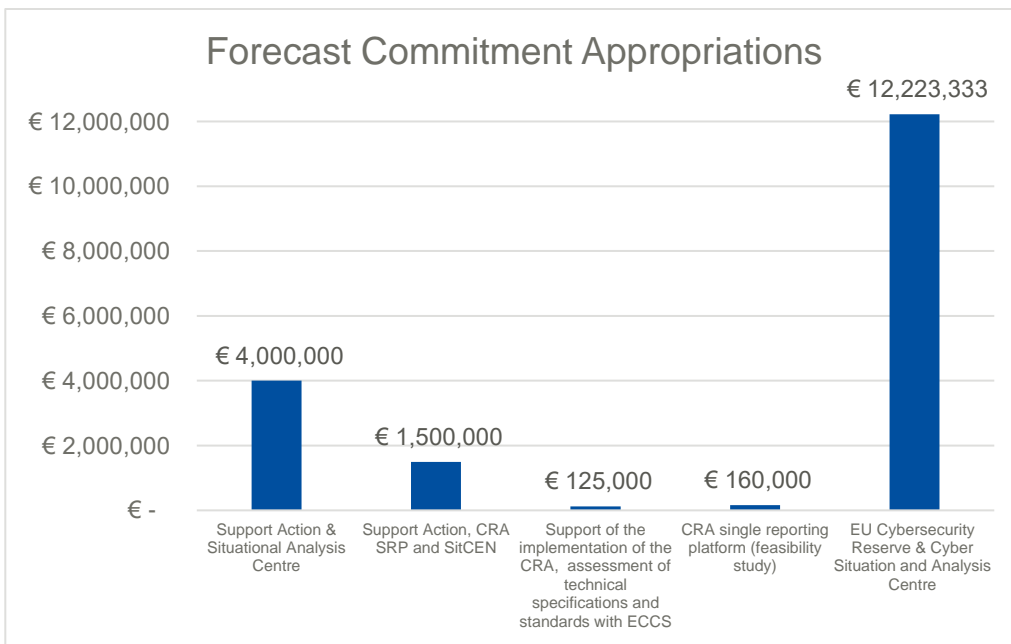 Forecast Commitment Appropriations
€ 12,223,333
€ 12,000,000
€ 10,000,000
€ 8,000,000
€ 6,000,000
€ 4,000,000
€ 4,000,000
€ 2,000,000
€ 1,500,000
€ 125,000
€ 160,000
€ -
Support Action &
Situational Analysis
Centre
Support Action, CRA
SRP and SitCEN
Support of the
implementation of the
CRA, assessment of
technical
specifications and
standards with ECCS
CRA single reporting
platform (feasibility
study)
EU Cybersecurity
Reserve & Cyber
Situation and Analysis
Centre